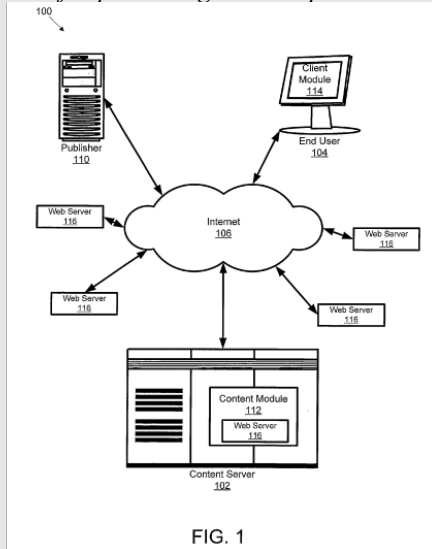 100
Client
Module
114
Publisher
110
End User
104
Internet
106
Web Server
116
Web Server
116
Web Server
116
Web Server
116
Content Module
112
Web Server
116
Content Server
102
FIG. 1